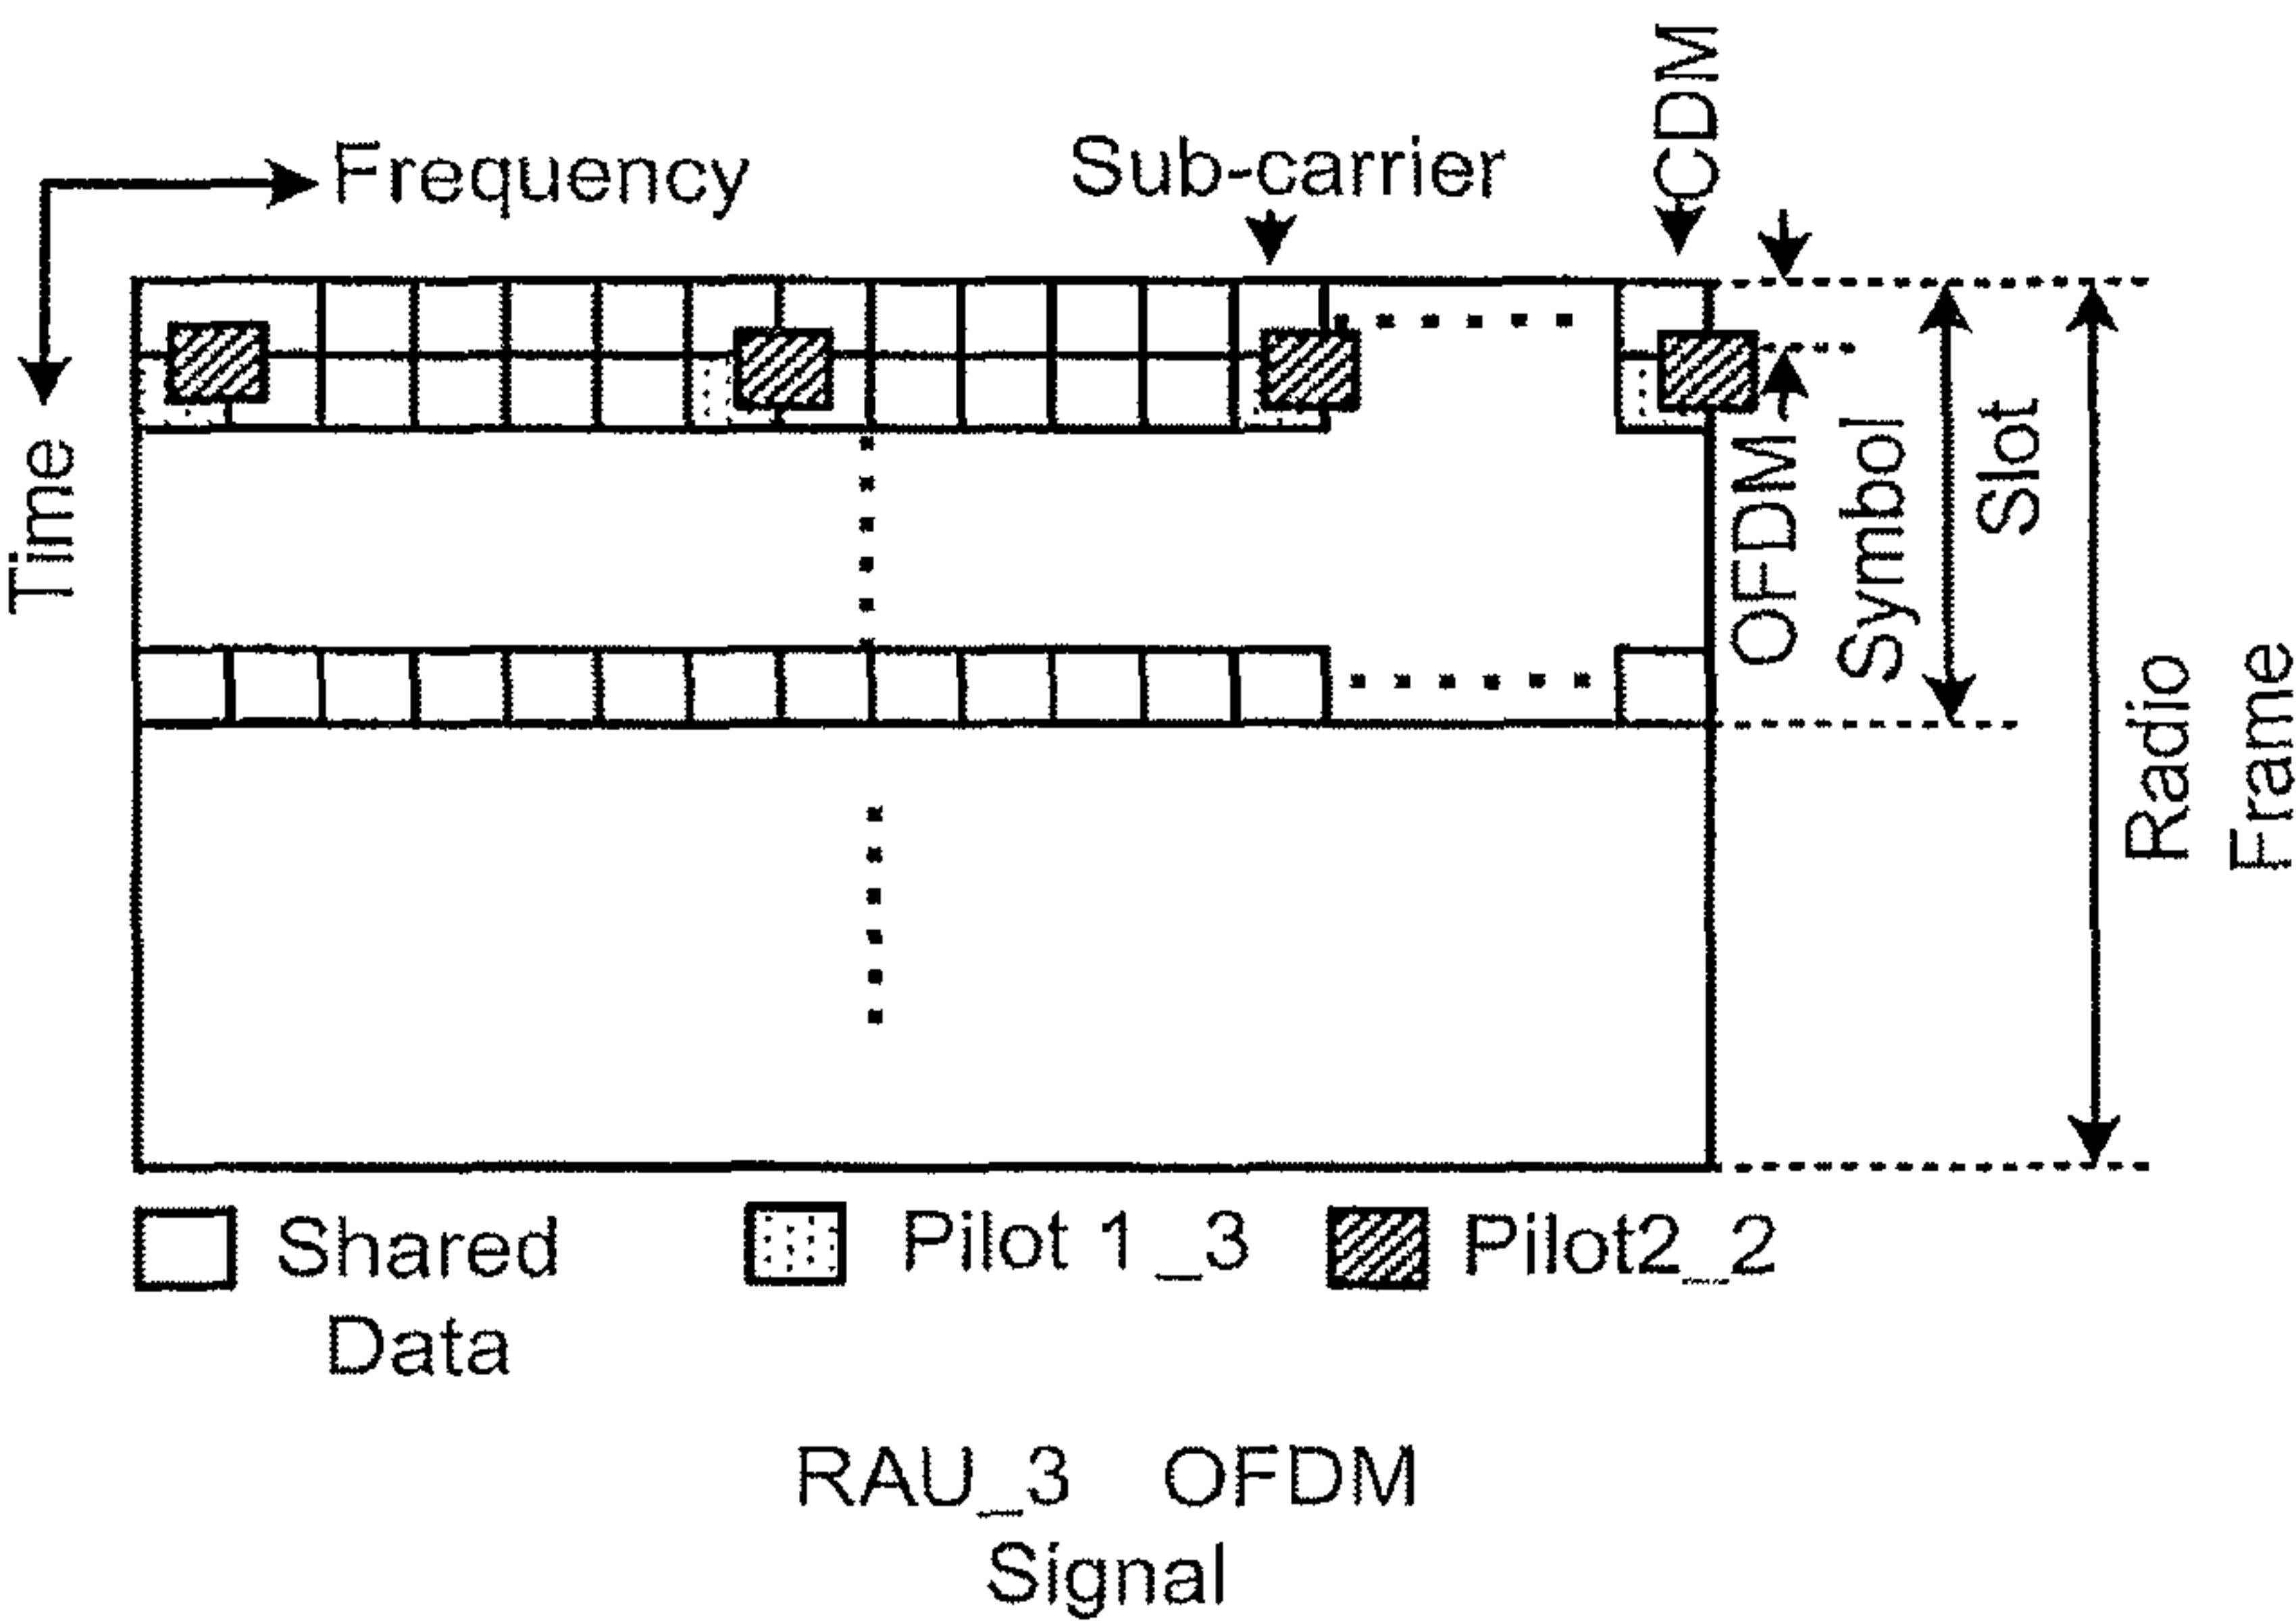 Frequency
Sub-carrier
CDM
Time
OFDM
Symbol
Slot
Radio
Frame
Shared
Data
Pilot 1_3
Pilot2_2
RAU_3 OFDM
Signal